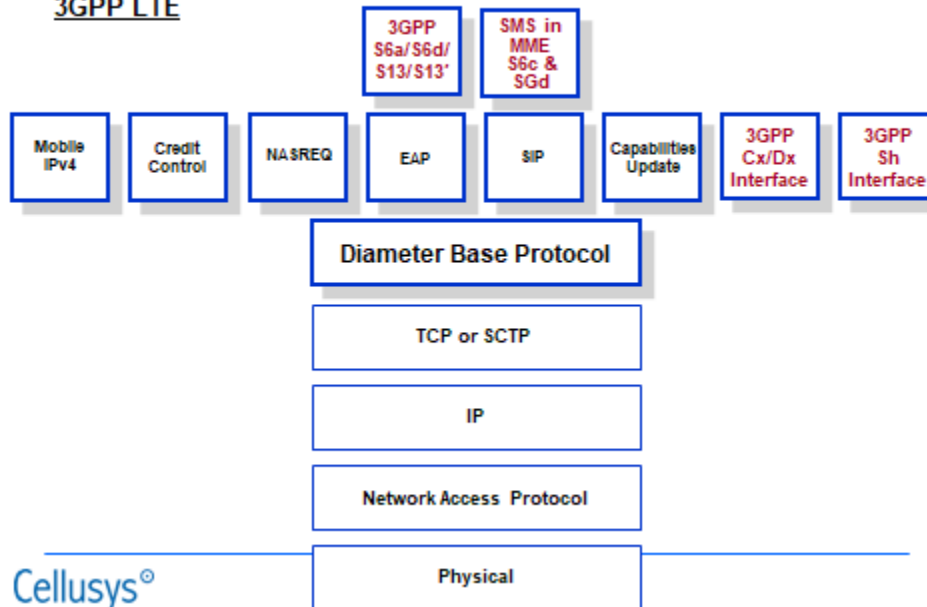 3GPP LTE
3GPP
S6a/S6d/
S13/S13'
SMS in
MME
S6c &
SGd
Mobile
IPv4
Credit
Control
NASREQ
EAP
SIP
Capabilities
Update
3GPP
Cx/Dx
Interface
3GPP
Sh
Interface
Diameter Base Protocol
TCP or SCTP
IP
Network Access Protocol
Physical
Cellusys